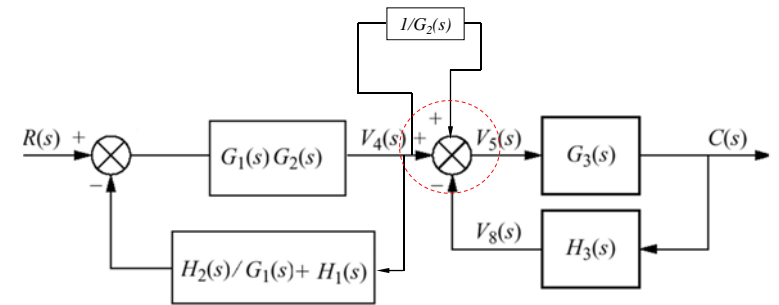 1/G₂(s)
+
R(s) + V₄(s) + V₅(s) C(s)
G₁(s) G₂(s) G₃(s)
− −
V₈(s)
H₂(s)/G₁(s)+ H₁(s) H₃(s)